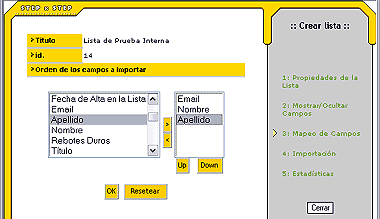 STEP x STEP
> Título Lista de Prueba Interna
> id. 14
> Orden de los campos a importar
Fecha de Alta en la Lista
Email
Apellido
Nombre
Rebotes Duros
Título
>
<
Email
Nombre
Apellido
Up Down
OK Resetear
:: Crear lista ::
1: Propiedades de la
Lista
2: Mostrar/Ocultar
Campos
3: Mapeo de Campos
4: Importación
5: Estadísticas
Cerrar